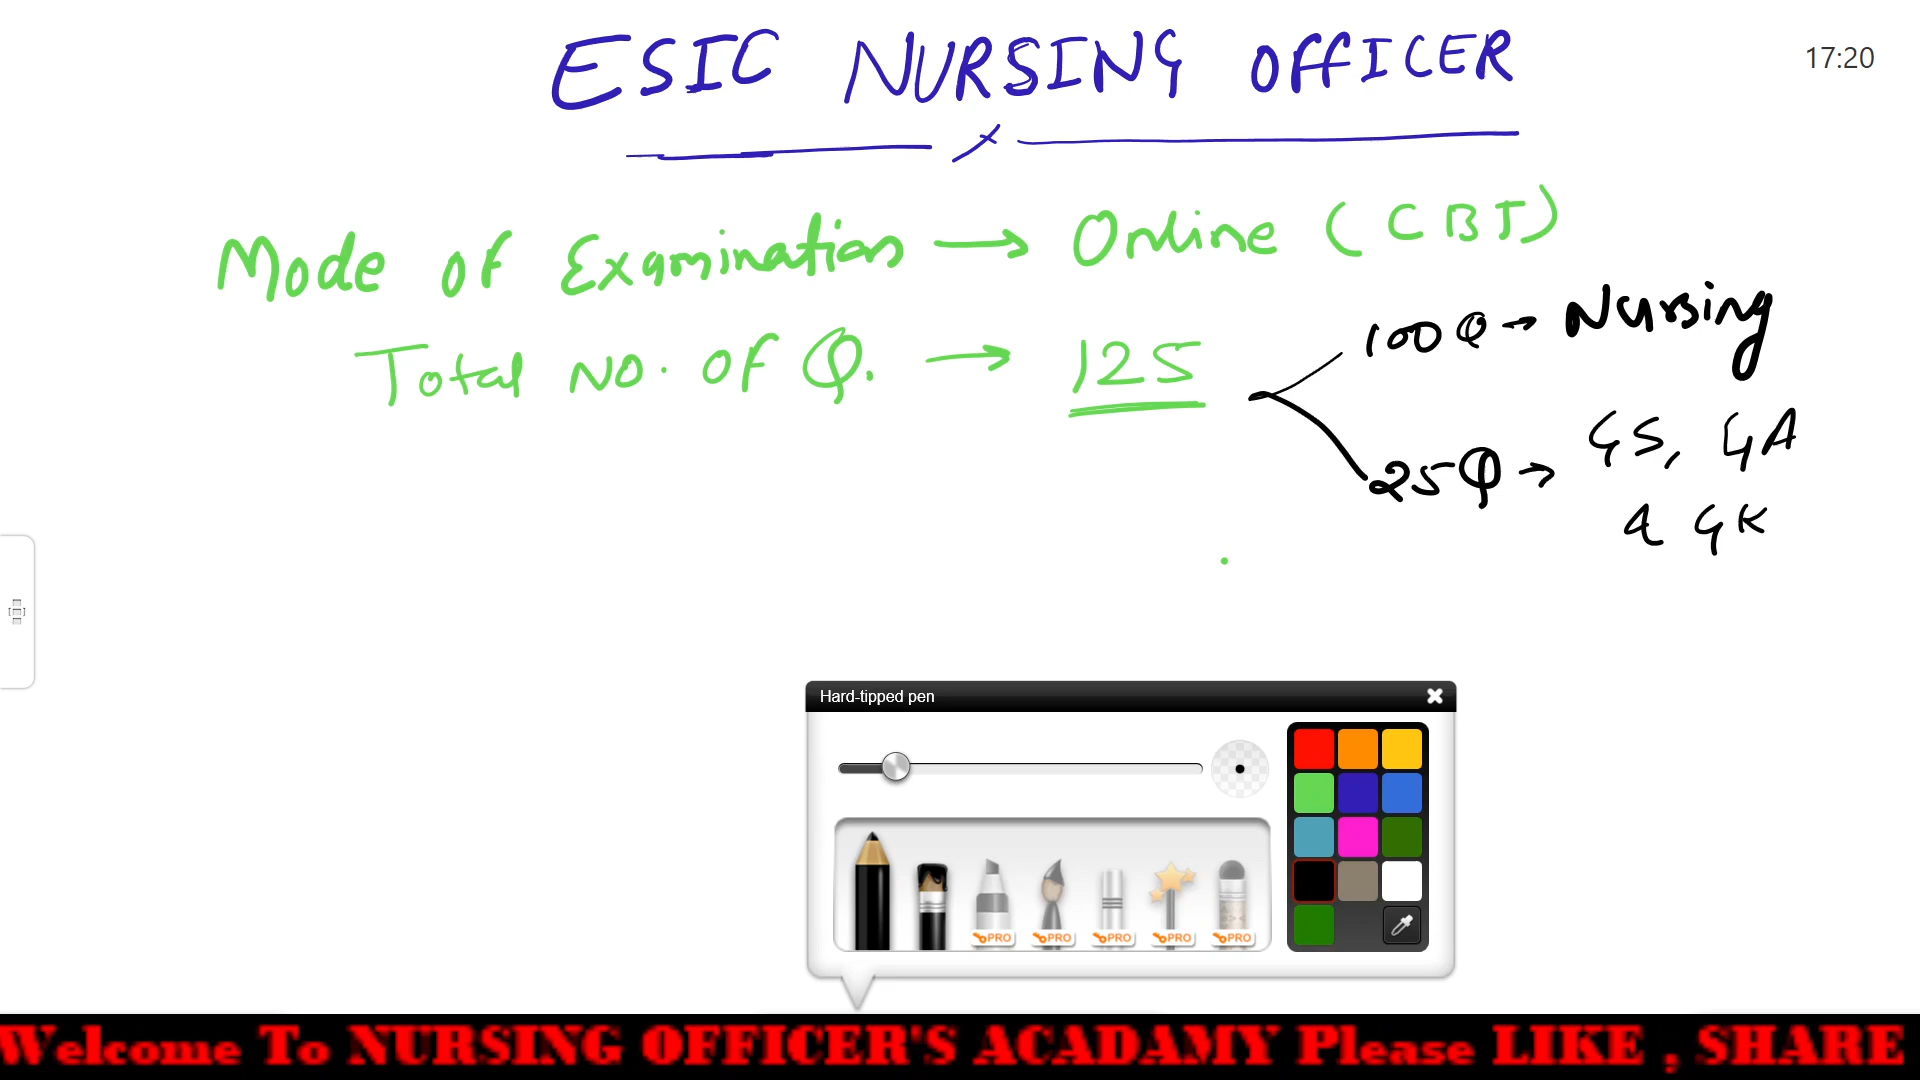 ESIC NURSING OFFICER
17:20
Mode of Examination → Online (CBT)
Total NO. OF Q. → 125
100 Q → Nursing
25 Q → GS, GA
& GK
Hard-tipped pen
PRO PRO PRO PRO PRO
Welcome To NURSING OFFICER'S ACADAMY Please LIKE , SHARE